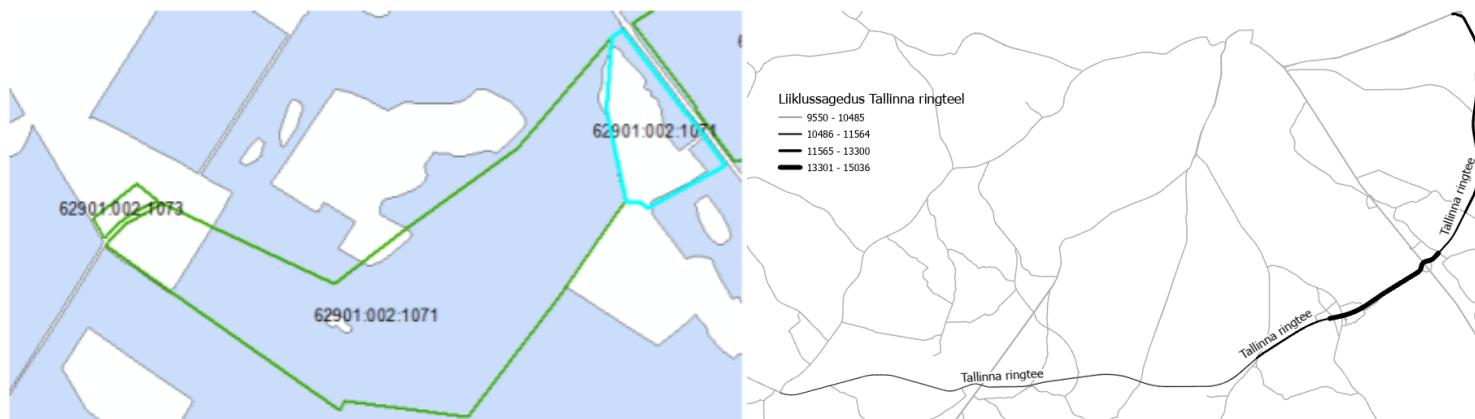 62901:002:1071
62901:002:1073
62901:002:1071
Liiklussagedus Tallinna ringteel
9550 - 10485
10486 - 11564
11565 - 13300
13301 - 15036
Tallinna ringtee
Tallinna ringtee
Tallinna ringtee